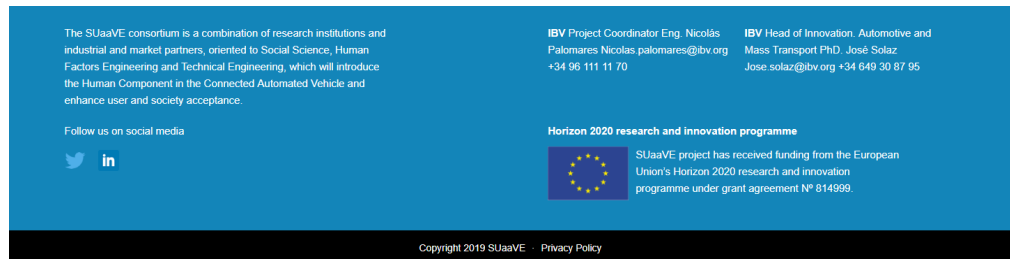 The SUaaVE consortium is a combination of research institutions and
industrial and market partners, oriented to Social Science, Human
Factors Engineering and Technical Engineering, which will introduce
the Human Component in the Connected Automated Vehicle and
enhance user and society acceptance.
Follow us on social media
in
IBV Project Coordinator Eng. Nicolás
Palomares Nicolas.palomares@ibv.org
+34 96 111 11 70
IBV Head of Innovation. Automotive and
Mass Transport PhD. José Solaz
Jose.solaz@ibv.org +34 649 30 87 95
Horizon 2020 research and innovation programme
SUaaVE project has received funding from the European
Union's Horizon 2020 research and innovation
programme under grant agreement Nº 814999.
Copyright 2019 SUaaVE · Privacy Policy